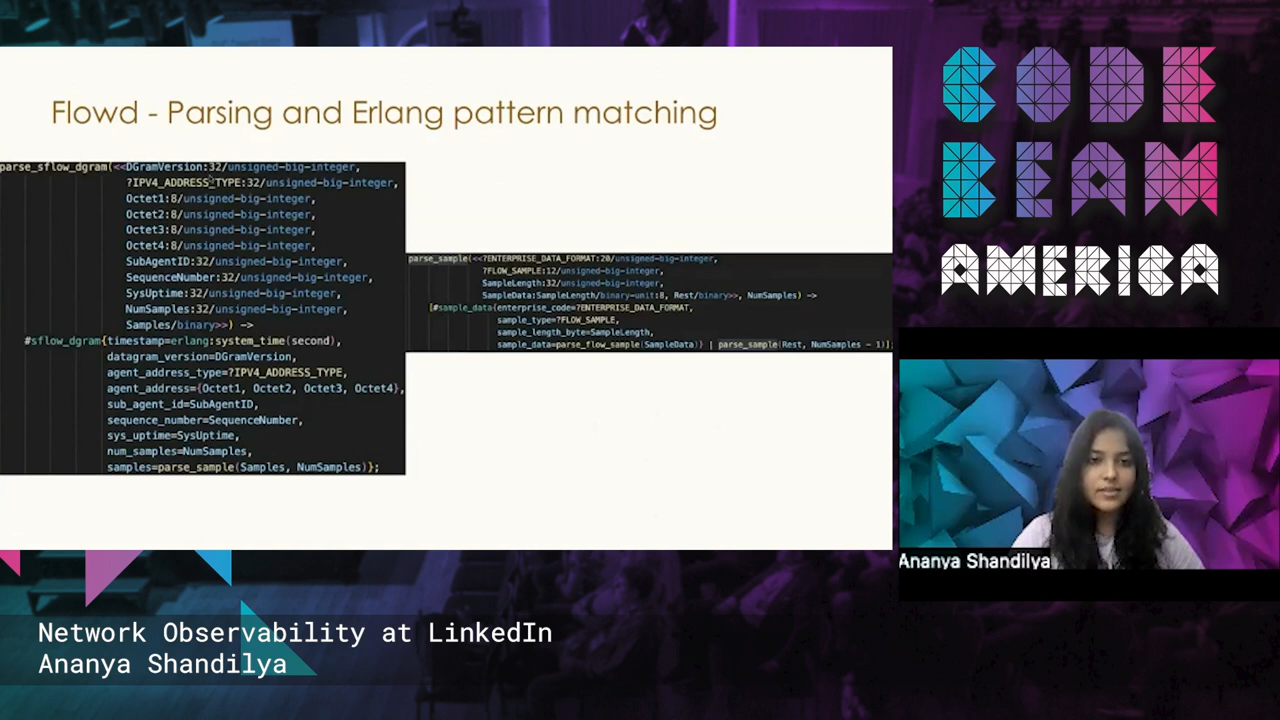 Flowd - Parsing and Erlang pattern matching
parse_sflow_dgram(<<DGramVersion:32/unsigned-big-integer,
?IPV4_ADDRESS_TYPE:32/unsigned-big-integer,
Octet1:8/unsigned-big-integer,
Octet2:8/unsigned-big-integer,
Octet3:8/unsigned-big-integer,
Octet4:8/unsigned-big-integer,
SubAgentID:32/unsigned-big-integer,
SequenceNumber:32/unsigned-big-integer,
SysUptime:32/unsigned-big-integer,
NumSamples:32/unsigned-big-integer,
Samples/binary>>) ->
#sflow_dgram{timestamp=erlang:system_time(second),
datagram_version=DGramVersion,
agent_address_type=?IPV4_ADDRESS_TYPE,
agent_address={Octet1, Octet2, Octet3, Octet4},
sub_agent_id=SubAgentID,
sequence_number=SequenceNumber,
sys_uptime=SysUptime,
num_samples=NumSamples,
samples=parse_sample(Samples, NumSamples)};
parse_sample(<<?ENTERPRISE_DATA_FORMAT:20/unsigned-big-integer,
?FLOW_SAMPLE:12/unsigned-big-integer,
SampleLength:32/unsigned-big-integer,
SampleData:SampleLength/binary-unit:8, Rest/binary>>, NumSamples) ->
[#sample_data{enterprise_code=?ENTERPRISE_DATA_FORMAT,
sample_type=?FLOW_SAMPLE,
sample_length_byte=SampleLength,
sample_data=parse_flow_sample(SampleData)} | parse_sample(Rest, NumSamples - 1)];
CODE
BEAM
AMERICA
Ananya Shandilya
Network Observability at LinkedIn
Ananya Shandilya